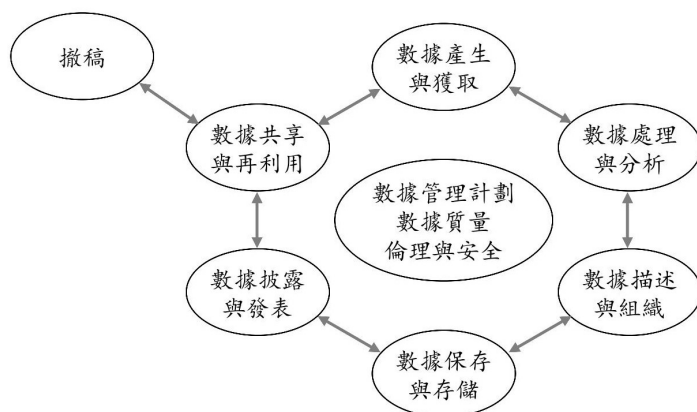 撤稿
數據產生
與獲取
數據共享
與再利用
數據處理
與分析
數據管理計劃
數據質量
倫理與安全
數據披露
與發表
數據描述
與組織
數據保存
與存儲